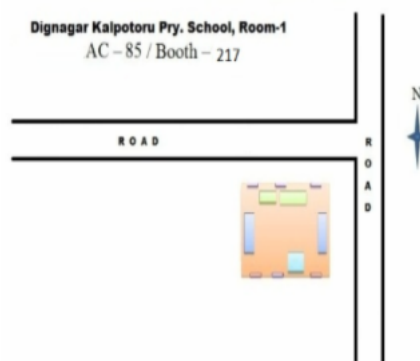 Dignagar Kalpotoru Pry. School, Room-1
AC – 85 / Booth – 217
N
ROAD
ROAD